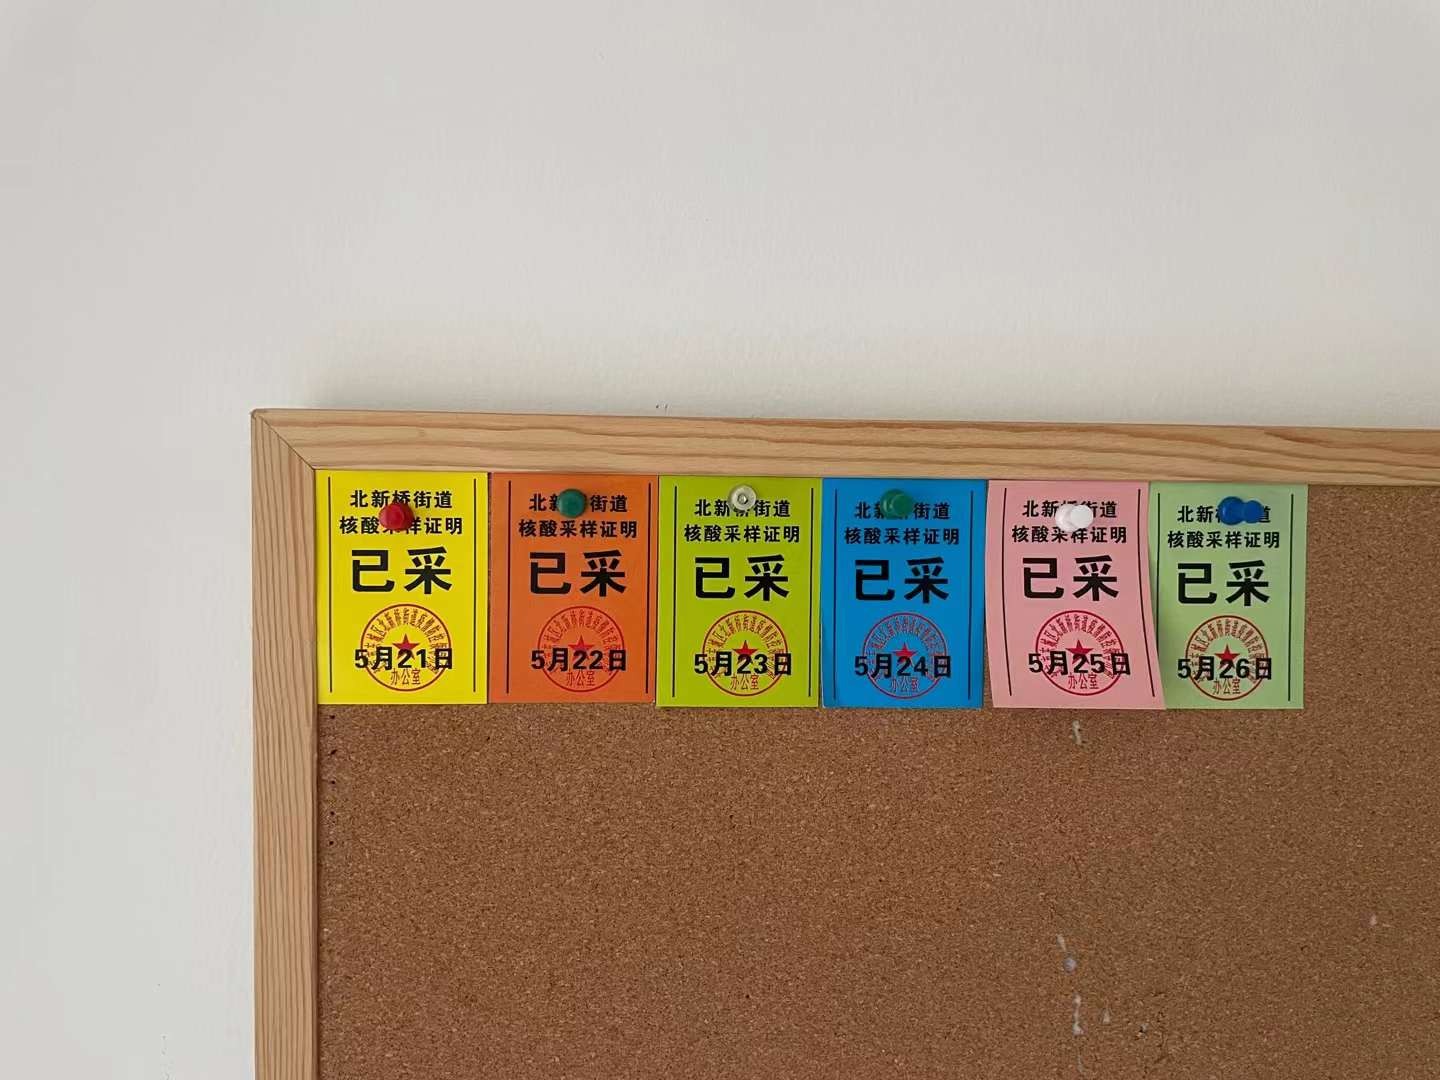 北新桥街道
核酸采样证明
已采
5月21日
办公室
北新桥街道
核酸采样证明
已采
5月22日
办公室
北新桥街道
核酸采样证明
已采
5月23日
办公室
北新桥街道
核酸采样证明
已采
5月24日
办公室
北新桥街道
核酸采样证明
已采
5月25日
办公室
北新桥街道
核酸采样证明
已采
5月26日
办公室